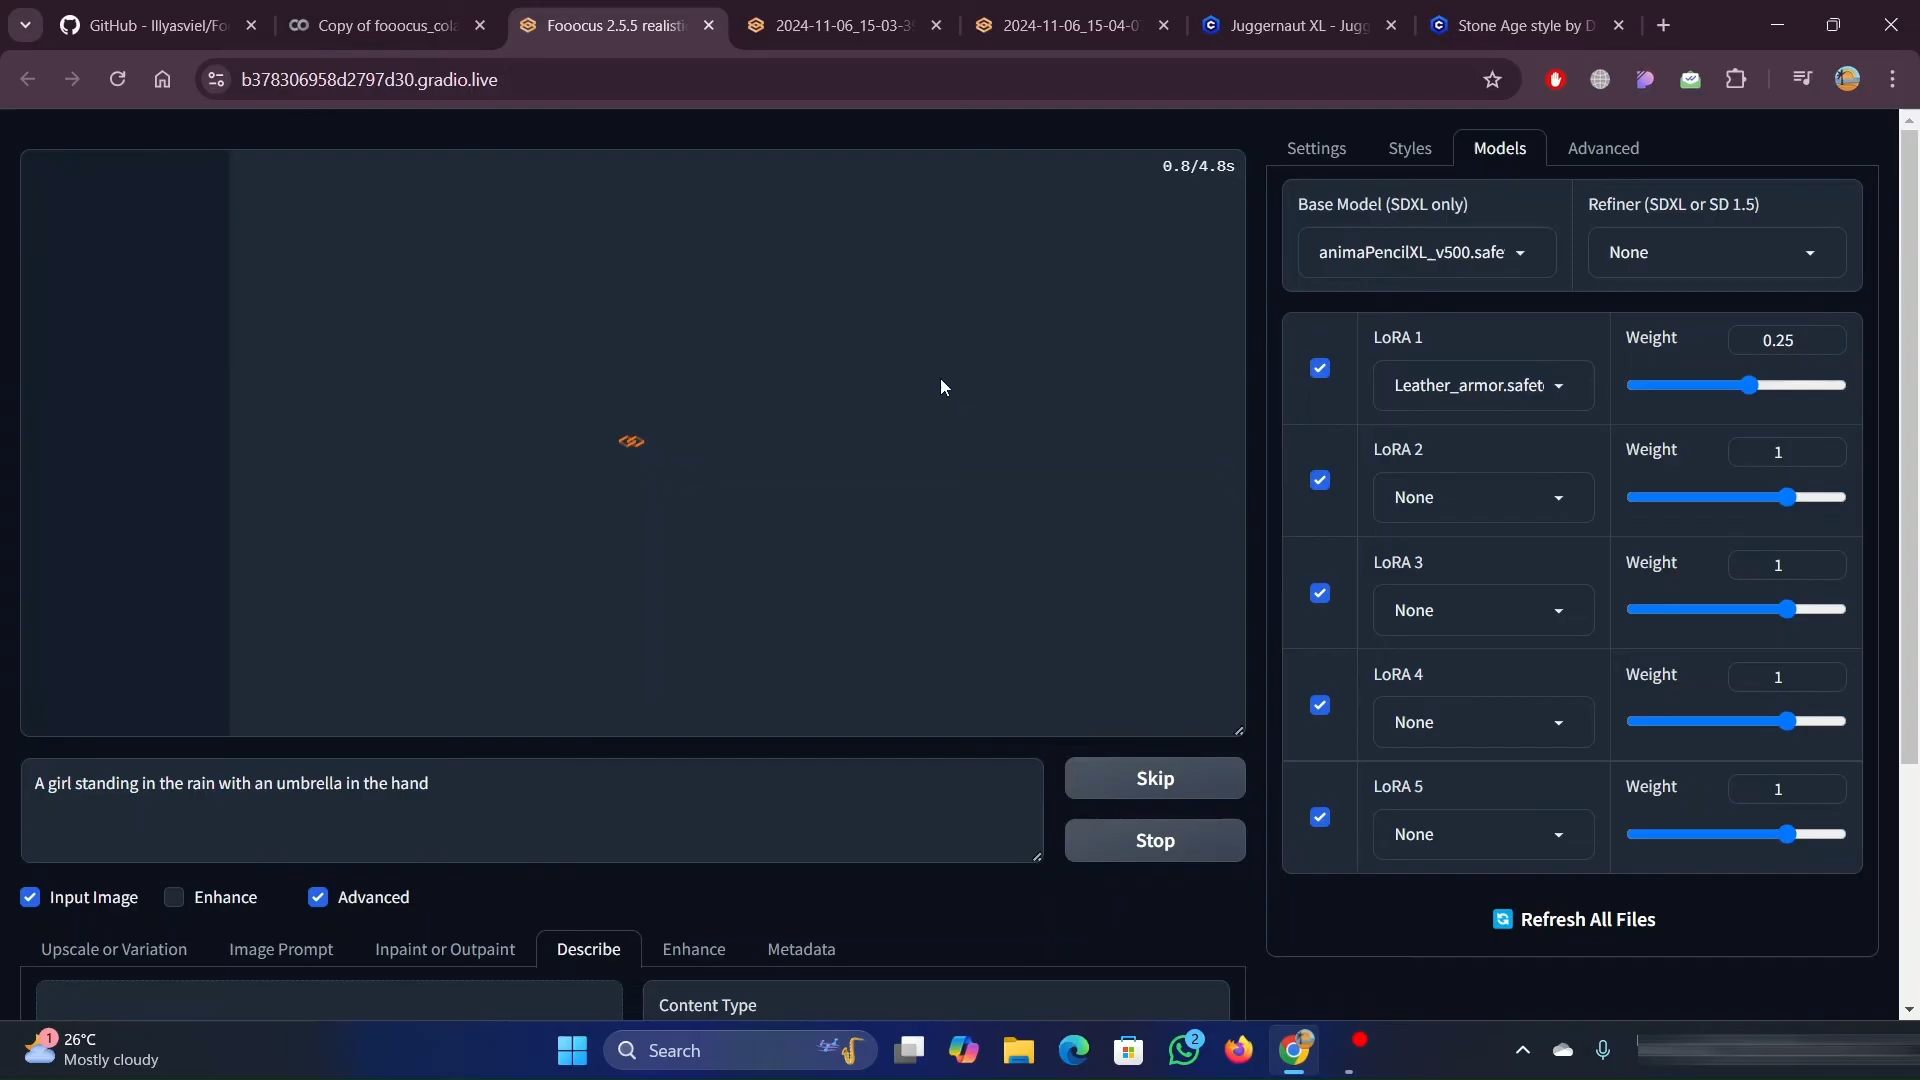 GitHub - Illyasviel/Fo
Copy of fooocus_col
Fooocus 2.5.5 realisti
2024-11-06_15-03-3
2024-11-06_15-04-0
Juggernaut XL - Jugg
Stone Age style by D
b378306958d2797d30.gradio.live
0.8/4.8s
Settings
Styles
Models
Advanced
Base Model (SDXL only)
animaPencilXL_v500.safe
Refiner (SDXL or SD 1.5)
None
LoRA 1
Leather_armor.safet
Weight
0.25
LoRA 2
None
Weight
1
LoRA 3
None
Weight
1
LoRA 4
None
Weight
1
LoRA 5
None
Weight
1
Refresh All Files
A girl standing in the rain with an umbrella in the hand
Skip
Stop
Input Image
Enhance
Advanced
Upscale or Variation
Image Prompt
Inpaint or Outpaint
Describe
Enhance
Metadata
Content Type
1
26°C
Mostly cloudy
Search
2